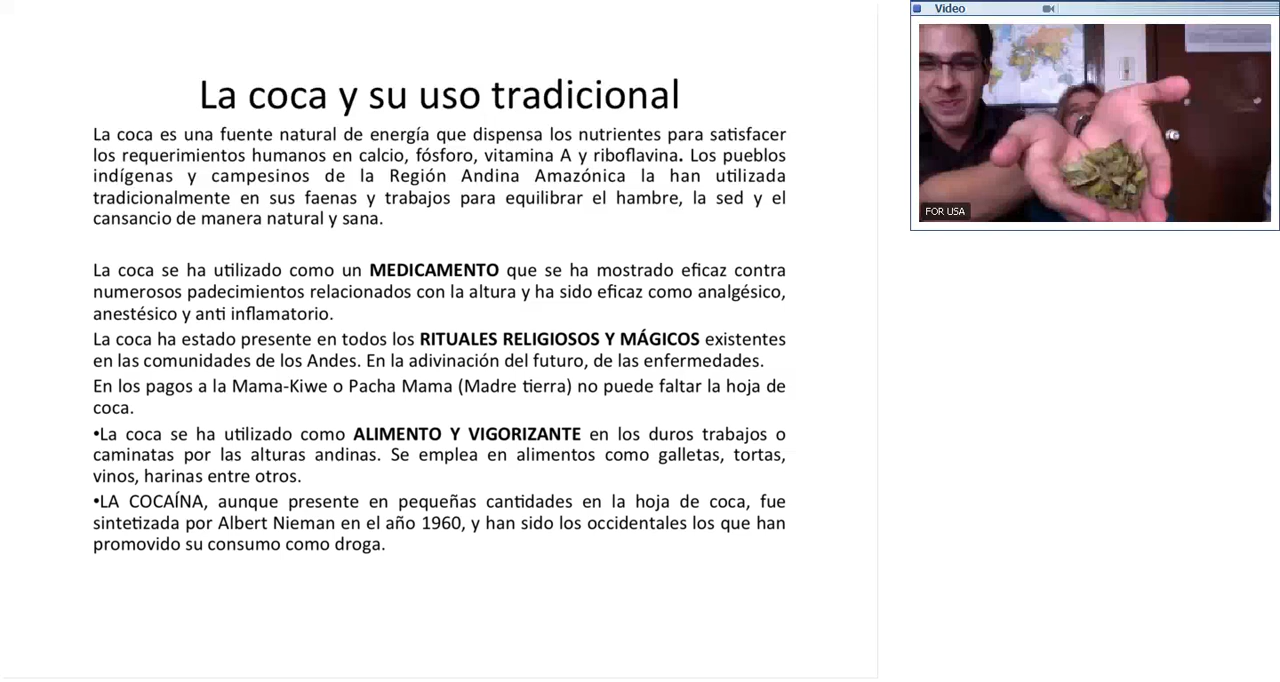 La coca y su uso tradicional
La coca es una fuente natural de energía que dispensa los nutrientes para satisfacer
los requerimientos humanos en calcio, fósforo, vitamina A y riboflavina. Los pueblos
indígenas y campesinos de la Región Andina Amazónica la han utilizada
tradicionalmente en sus faenas y trabajos para equilibrar el hambre, la sed y el
cansancio de manera natural y sana.
La coca se ha utilizado como un MEDICAMENTO que se ha mostrado eficaz contra
numerosos padecimientos relacionados con la altura y ha sido eficaz como analgésico,
anestésico y anti inflamatorio.
La coca ha estado presente en todos los RITUALES RELIGIOSOS Y MÁGICOS existentes
en las comunidades de los Andes. En la adivinación del futuro, de las enfermedades.
En los pagos a la Mama-Kiwe o Pacha Mama (Madre tierra) no puede faltar la hoja de
coca.
•La coca se ha utilizado como ALIMENTO Y VIGORIZANTE en los duros trabajos o
caminatas por las alturas andinas. Se emplea en alimentos como galletas, tortas,
vinos, harinas entre otros.
•LA COCAÍNA, aunque presente en pequeñas cantidades en la hoja de coca, fue
sintetizada por Albert Nieman en el año 1960, y han sido los occidentales los que han
promovido su consumo como droga.
Video
FOR USA